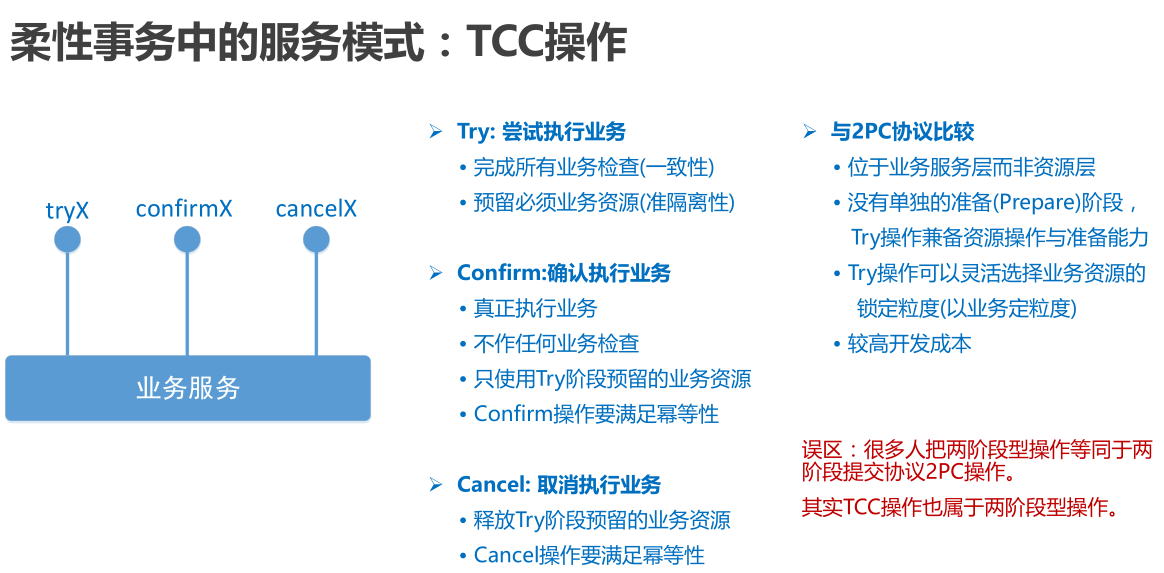 柔性事务中的服务模式：TCC操作
tryX
confirmX
cancelX
业务服务
➢ Try: 尝试执行业务
• 完成所有业务检查(一致性)
• 预留必须业务资源(准隔离性)
➢ Confirm:确认执行业务
• 真正执行业务
• 不作任何业务检查
• 只使用Try阶段预留的业务资源
• Confirm操作要满足幂等性
➢ Cancel: 取消执行业务
• 释放Try阶段预留的业务资源
• Cancel操作要满足幂等性
➢ 与2PC协议比较
• 位于业务服务层而非资源层
• 没有单独的准备(Prepare)阶段，
Try操作兼备资源操作与准备能力
• Try操作可以灵活选择业务资源的
锁定粒度(以业务定粒度)
• 较高开发成本
误区：很多人把两阶段型操作等同于两
阶段提交协议2PC操作。
其实TCC操作也属于两阶段型操作。